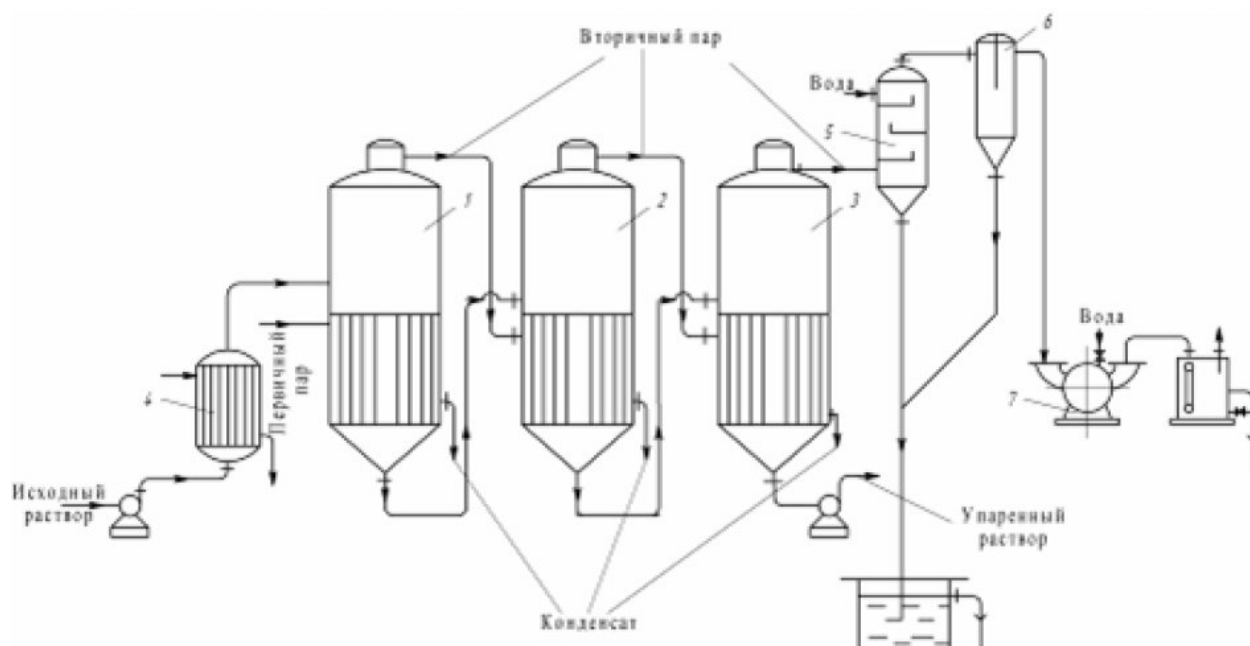 Вторичный пар
6
Вода
5
1
2
3
Первичный
пар
4
Вода
7
Исходный
раствор
Упаренный
раствор
Конденсат